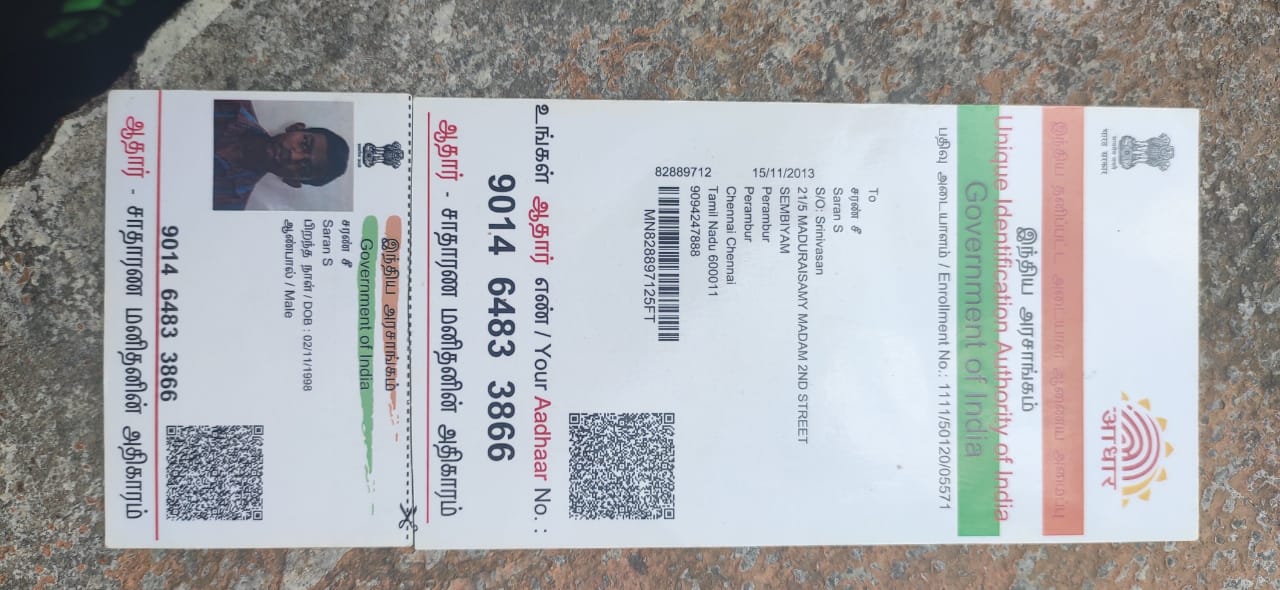 भारत सरकार
आधार
இந்திய தனிப்பட்ட அடையாள ஆணைய அமைப்பு
இந்திய அரசாங்கம்
Unique Identification Authority of India
Government of India
பதிவு அடையாளம் / Enrollment No.: 1111/50120/05571
To
சரண் சீ
Saran S
S/O: Srinivasan
21/5 MADURAISAMY MADAM 2ND STREET
SEMBIYAM
Perambur
Perambur
Chennai Chennai
Tamil Nadu 600011
9094247888
15/11/2013
82889712
MN828897125FT
உங்கள் ஆதார் எண் / Your Aadhaar No. :
9014 6483 3866
ஆதார் - சாதாரண மனிதனின் அதிகாரம்
இந்திய அரசாங்கம்
Government of India
சரண் சீ
Saran S
பிறந்த நாள் / DOB : 02/11/1998
ஆண்பால் / Male
9014 6483 3866
ஆதார் - சாதாரண மனிதனின் அதிகாரம்